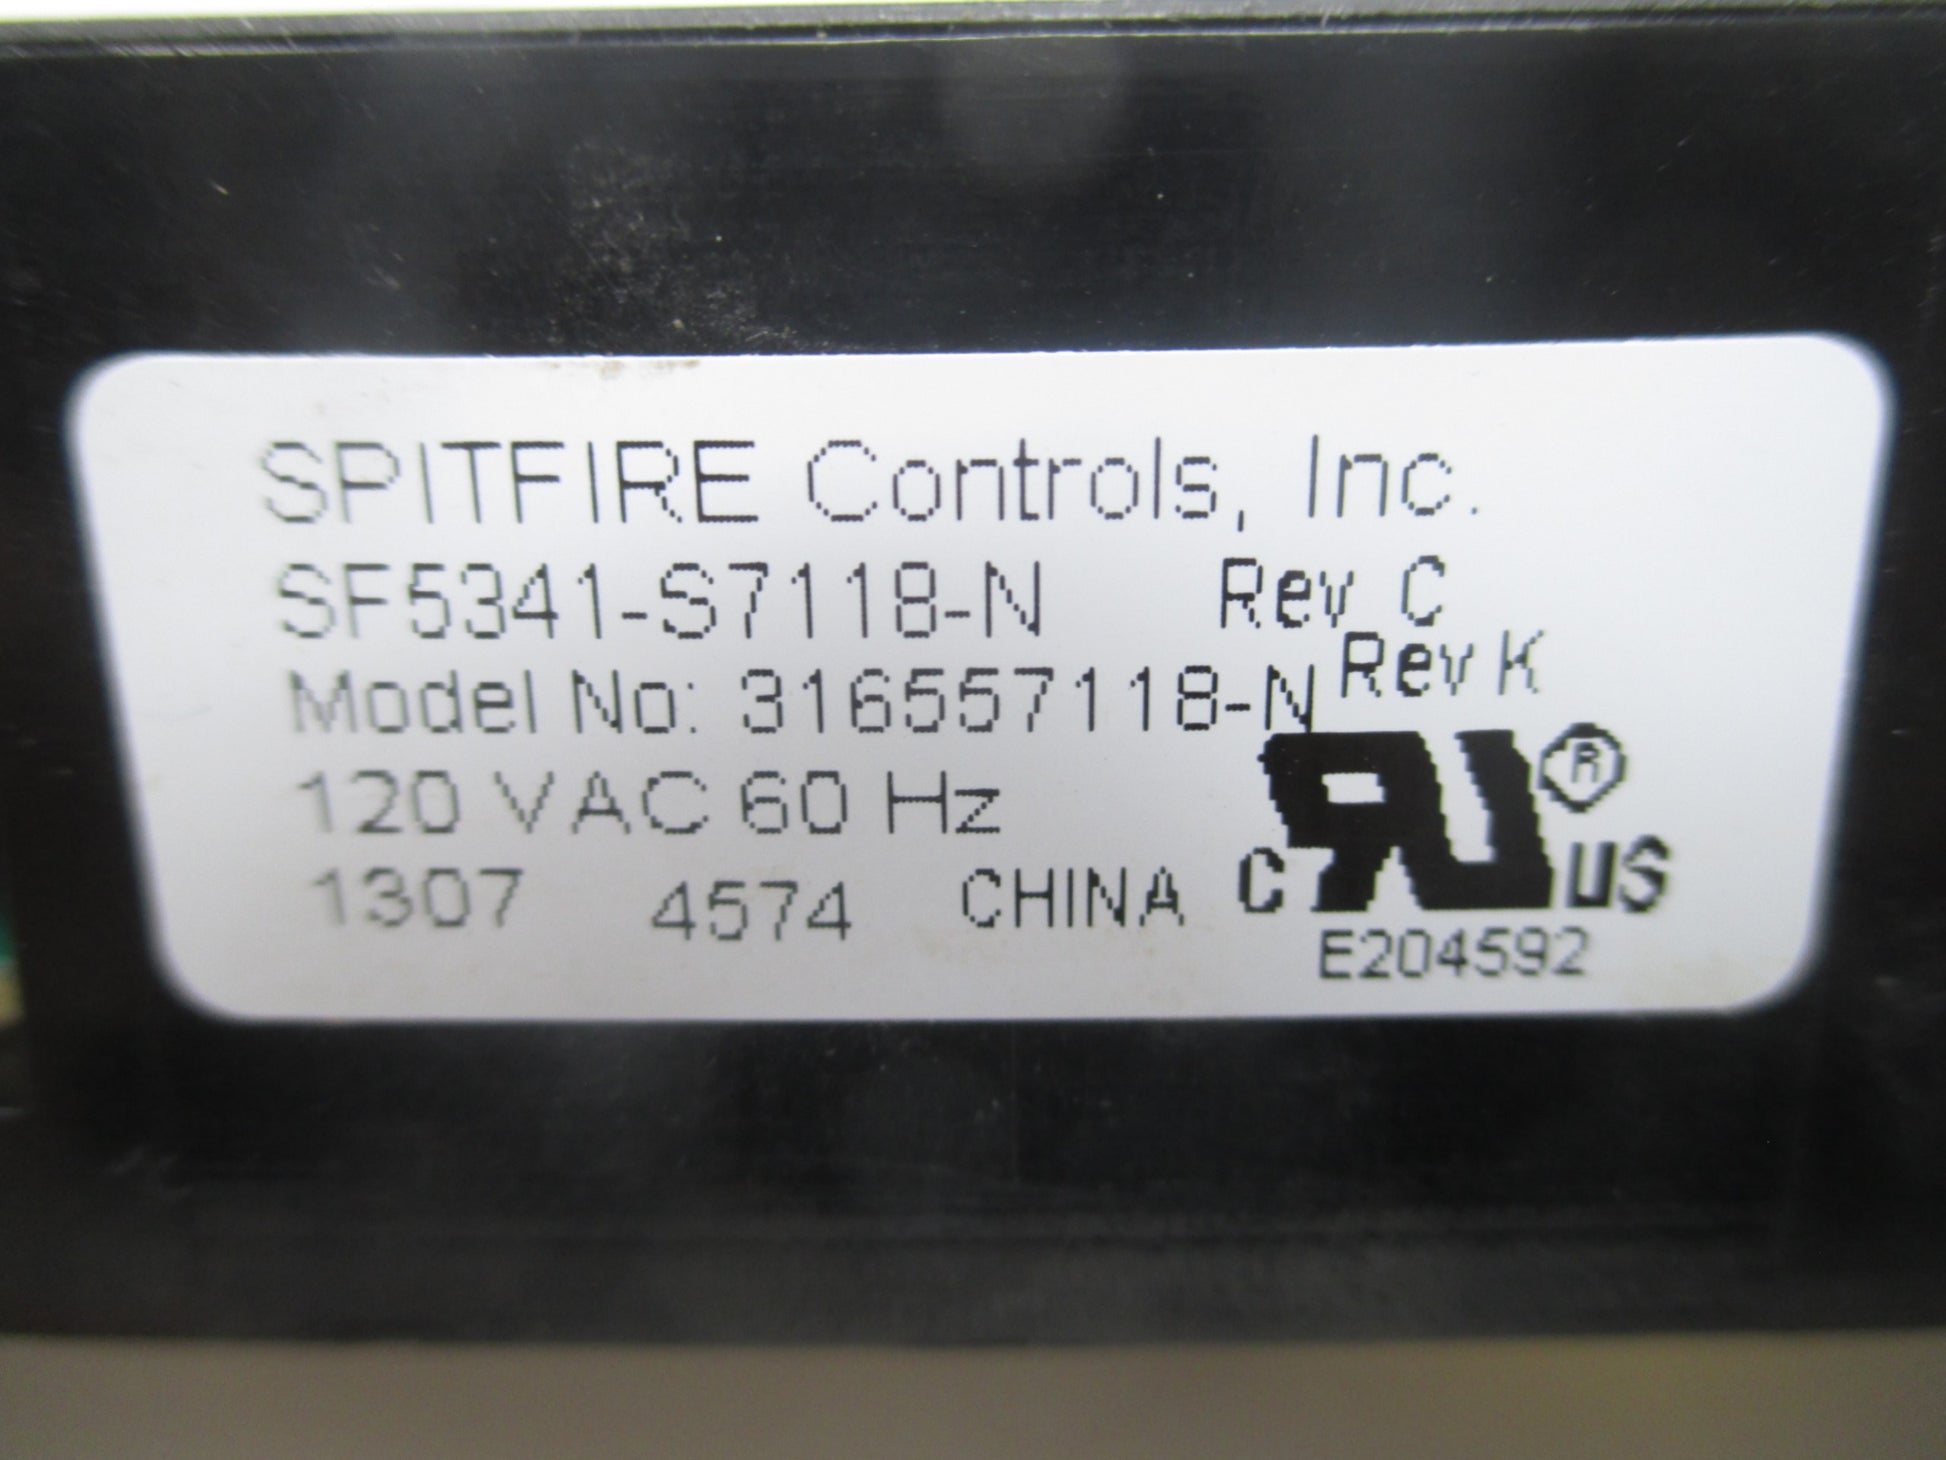 SPITFIRE Controls, Inc.
SF5341-S7118-N Rev C
Model No: 316557118-N Rev K
120 VAC 60 Hz
1307 4574 CHINA
c RU us ®
E204592